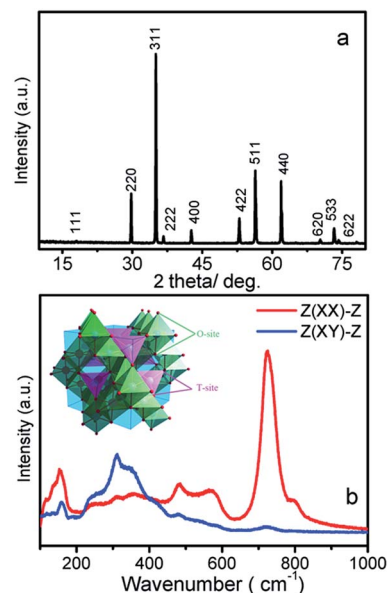 a
Intensity (a.u.)
111
220
311
222
400
422
511
440
620
533
622
15 30 45 60 75
2 theta/ deg.
Z(XX)-Z
Z(XY)-Z
O-site
T-site
Intensity (a.u.)
b
200 400 600 800 1000
Wavenumber ( cm-1)